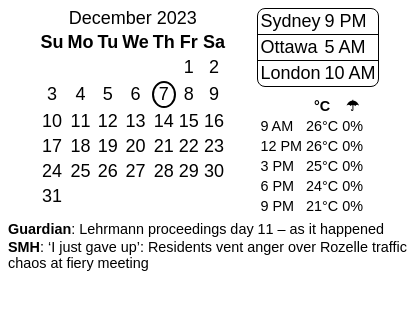 December 2023
Su Mo Tu We Th Fr Sa
1 2
3 4 5 6 7 8 9
10 11 12 13 14 15 16
17 18 19 20 21 22 23
24 25 26 27 28 29 30
31
Sydney 9 PM
Ottawa 5 AM
London 10 AM
°C ☂
9 AM 26°C 0%
12 PM 26°C 0%
3 PM 25°C 0%
6 PM 24°C 0%
9 PM 21°C 0%
Guardian: Lehrmann proceedings day 11 – as it happened
SMH: ‘I just gave up’: Residents vent anger over Rozelle traffic
chaos at fiery meeting